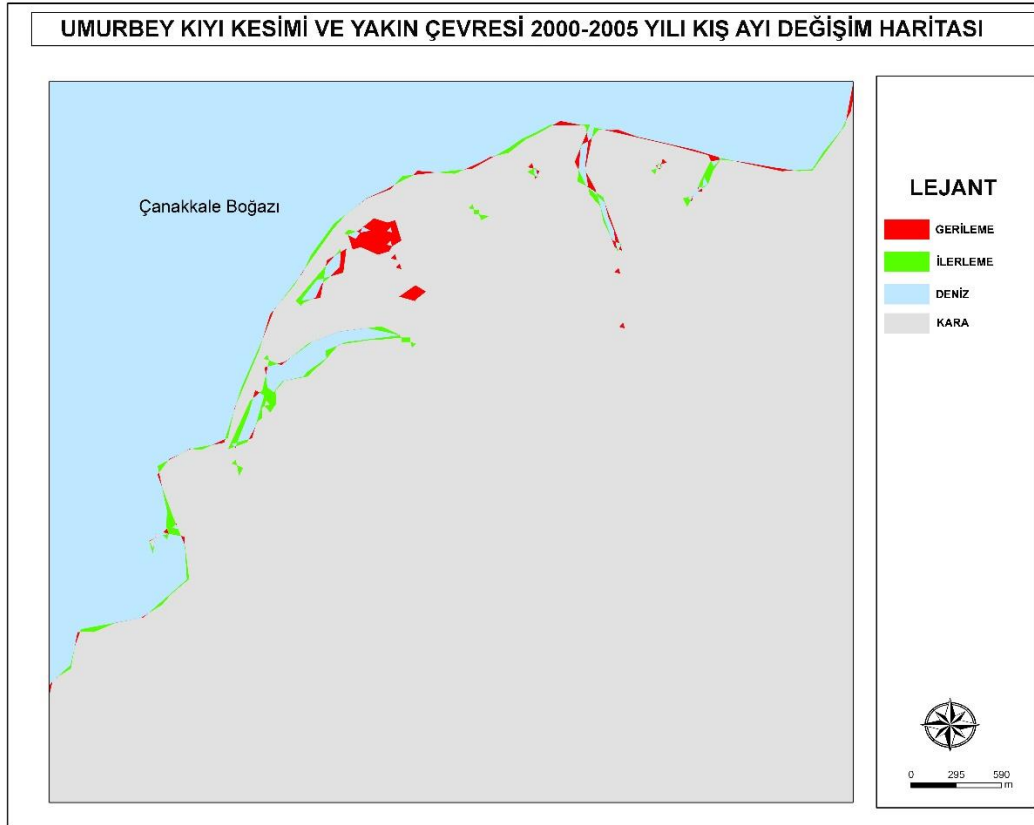 UMURBEY KIYI KESİMİ VE YAKIN ÇEVRESİ 2000-2005 YILI KIŞ AYI DEĞİŞİM HARİTASI
Çanakkale Boğazı
LEJANT
GERİLEME
İLERLEME
DENİZ
KARA
0 295 590
m